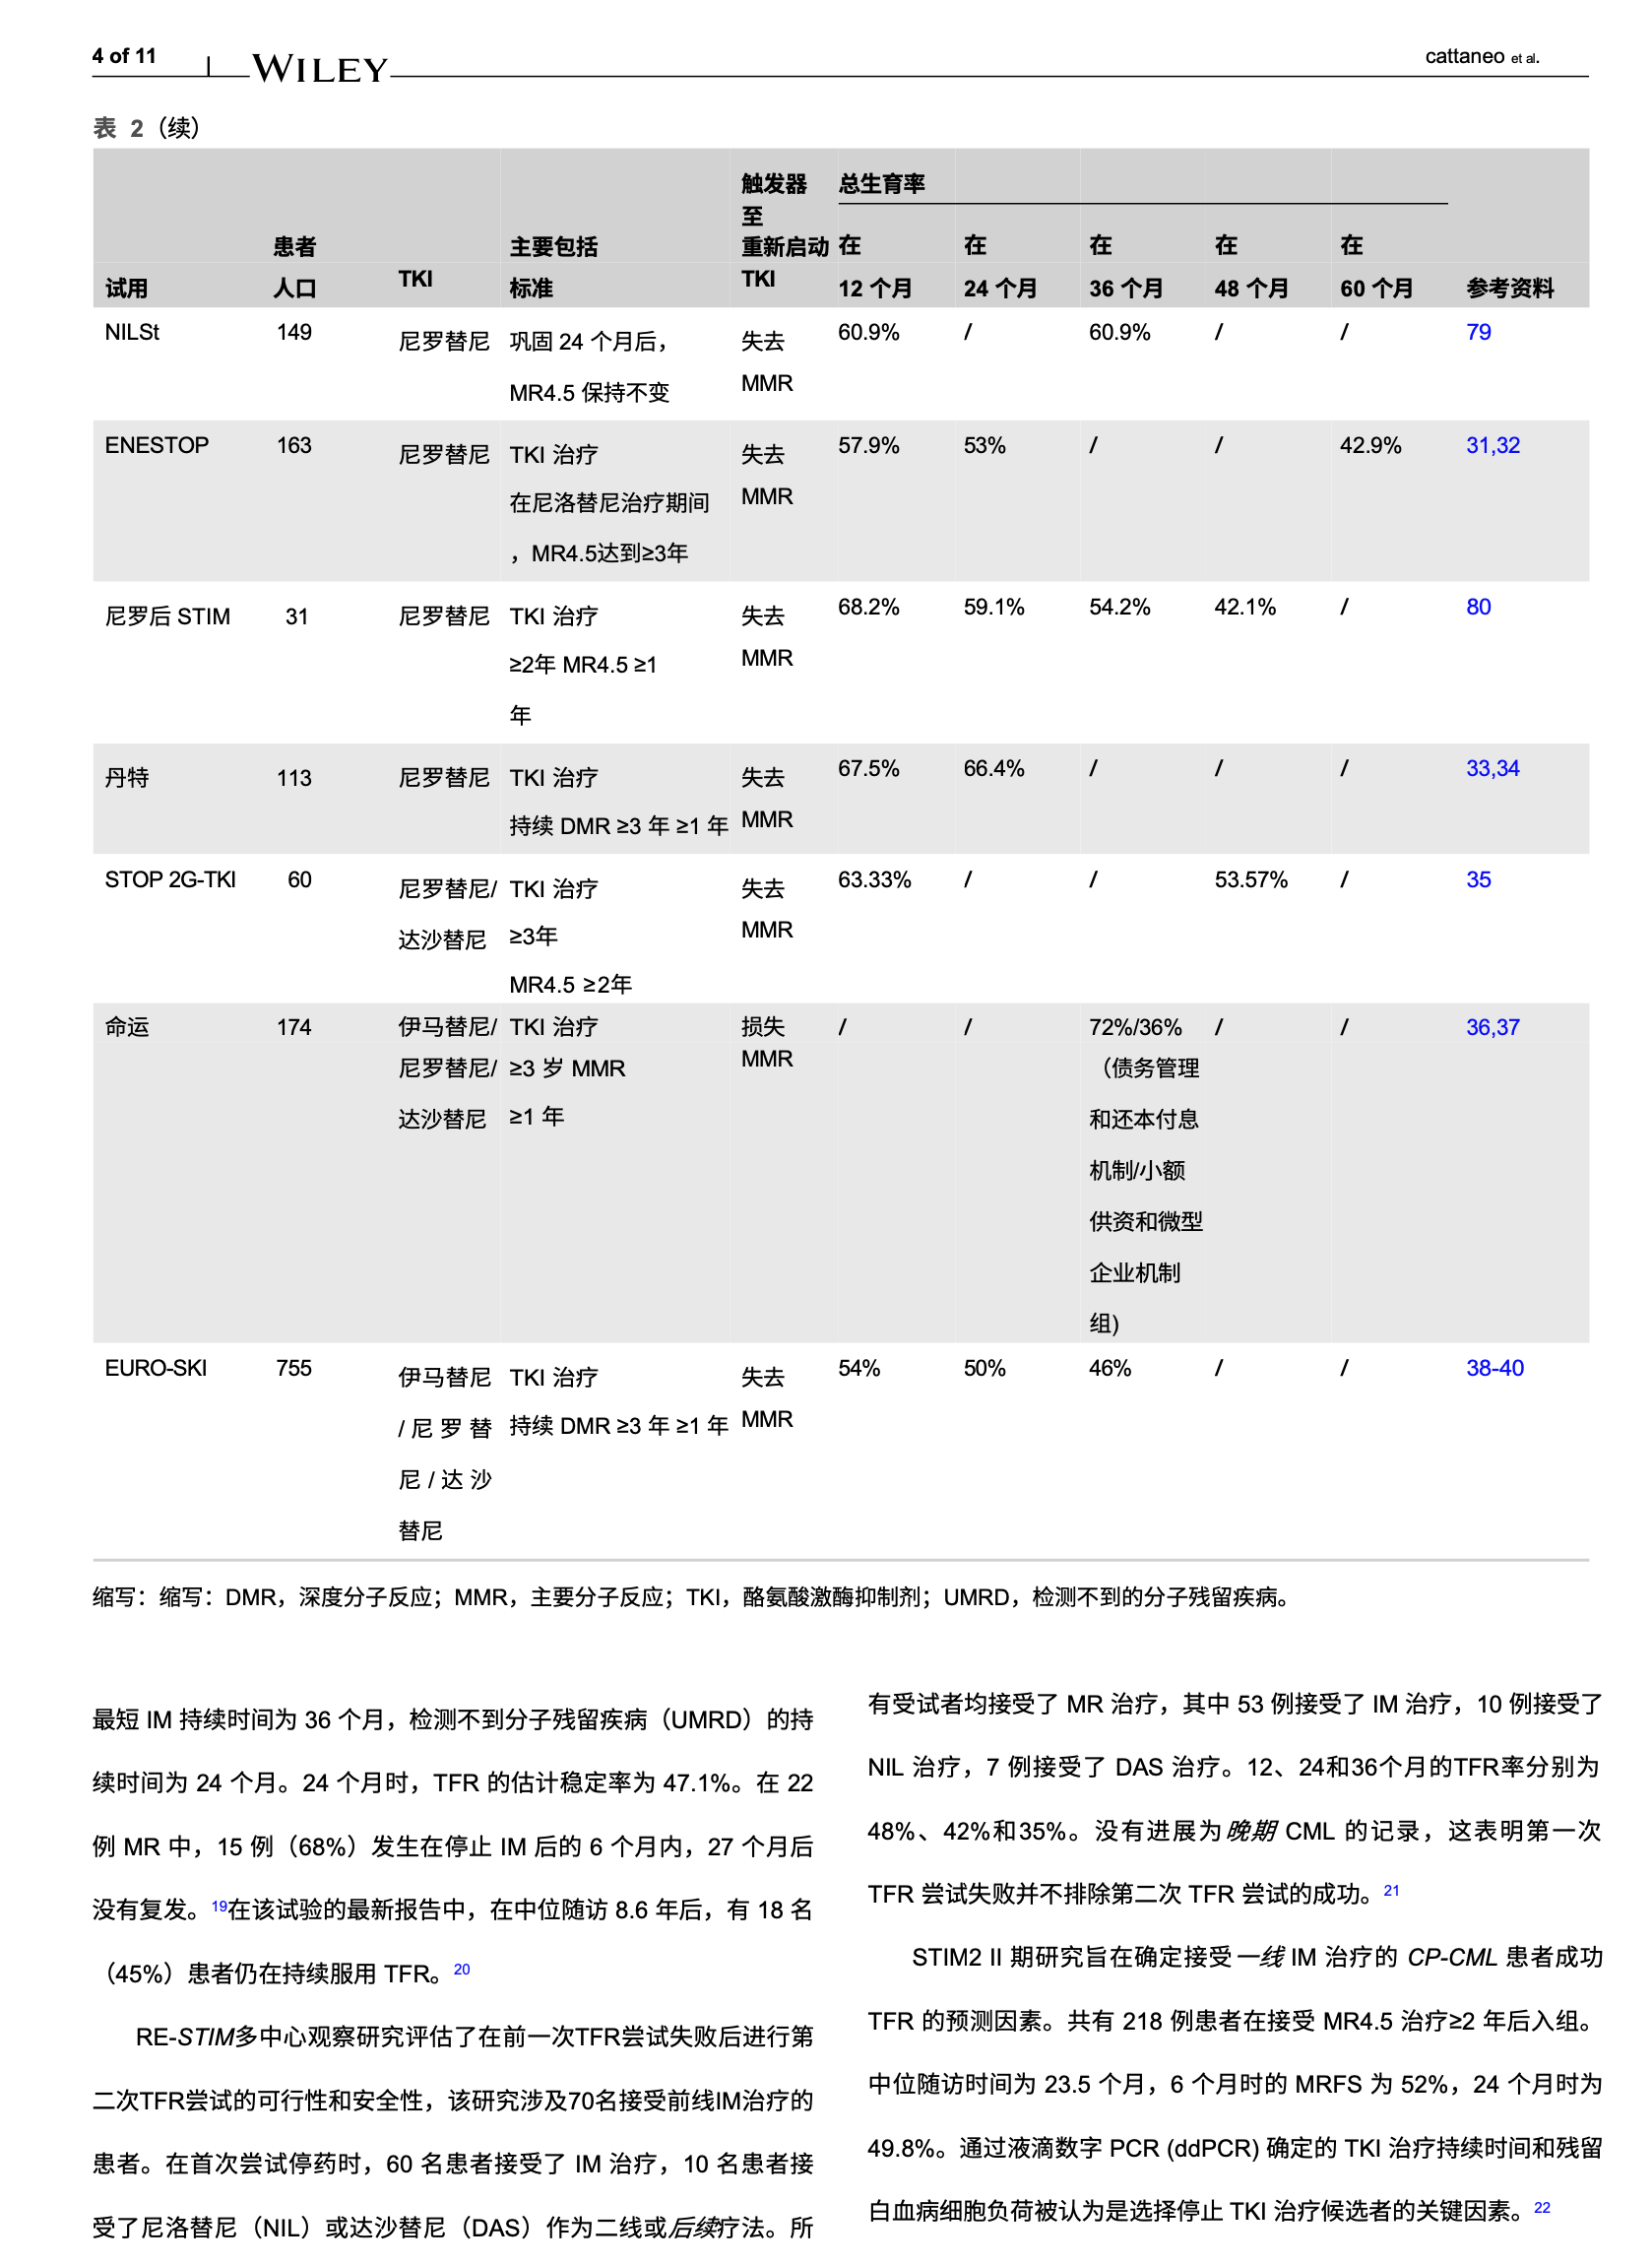 4 of 11
WILEY
cattaneo et al.
表 2（续）
触发器 总生育率
至
患者 主要包括 重新启动 在 在 在 在 在
试用 人口 TKI 标准 TKI 12 个月 24 个月 36 个月 48 个月 60 个月 参考资料
NILSt 149 尼罗替尼 巩固 24 个月后， 失去 60.9% / 60.9% / / 79
MR4.5 保持不变 MMR
ENESTOP 163 尼罗替尼 TKI 治疗 失去 57.9% 53% / / 42.9% 31,32
在尼洛替尼治疗期间 MMR
，MR4.5达到≥3年
尼罗后 STIM 31 尼罗替尼 TKI 治疗 失去 68.2% 59.1% 54.2% 42.1% / 80
≥2年 MR4.5 ≥1 MMR
年
丹特 113 尼罗替尼 TKI 治疗 失去 67.5% 66.4% / / / 33,34
持续 DMR ≥3 年 ≥1 年 MMR
STOP 2G-TKI 60 尼罗替尼/ TKI 治疗 失去 63.33% / / 53.57% / 35
达沙替尼 ≥3年 MMR
MR4.5 ≥2年
命运 174 伊马替尼/ TKI 治疗 损失 / / 72%/36% / / 36,37
尼罗替尼/ ≥3 岁 MMR MMR （债务管理
达沙替尼 ≥1 年 和还本付息
机制/小额
供资和微型
企业机制
组)
EURO-SKI 755 伊马替尼 TKI 治疗 失去 54% 50% 46% / / 38-40
/ 尼 罗 替 持续 DMR ≥3 年 ≥1 年 MMR
尼 / 达 沙
替尼
缩写：缩写：DMR，深度分子反应；MMR，主要分子反应；TKI，酪氨酸激酶抑制剂；UMRD，检测不到的分子残留疾病。
最短 IM 持续时间为 36 个月，检测不到分子残留疾病（UMRD）的持
续时间为 24 个月。24 个月时，TFR 的估计稳定率为 47.1%。在 22
例 MR 中，15 例（68%）发生在停止 IM 后的 6 个月内，27 个月后
没有复发。19在该试验的最新报告中，在中位随访 8.6 年后，有 18 名
（45%）患者仍在持续服用 TFR。20
RE-STIM多中心观察研究评估了在前一次TFR尝试失败后进行第
二次TFR尝试的可行性和安全性，该研究涉及70名接受前线IM治疗的
患者。在首次尝试停药时，60 名患者接受了 IM 治疗，10 名患者接
受了尼洛替尼（NIL）或达沙替尼（DAS）作为二线或后续疗法。所
有受试者均接受了 MR 治疗，其中 53 例接受了 IM 治疗，10 例接受了
NIL 治疗，7 例接受了 DAS 治疗。12、24和36个月的TFR率分别为
48%、42%和35%。没有进展为晚期 CML 的记录，这表明第一次
TFR 尝试失败并不排除第二次 TFR 尝试的成功。21
STIM2 II 期研究旨在确定接受一线 IM 治疗的 CP-CML 患者成功
TFR 的预测因素。共有 218 例患者在接受 MR4.5 治疗≥2 年后入组。
中位随访时间为 23.5 个月，6 个月时的 MRFS 为 52%，24 个月时为
49.8%。通过液滴数字 PCR (ddPCR) 确定的 TKI 治疗持续时间和残留
白血病细胞负荷被认为是选择停止 TKI 治疗候选者的关键因素。22